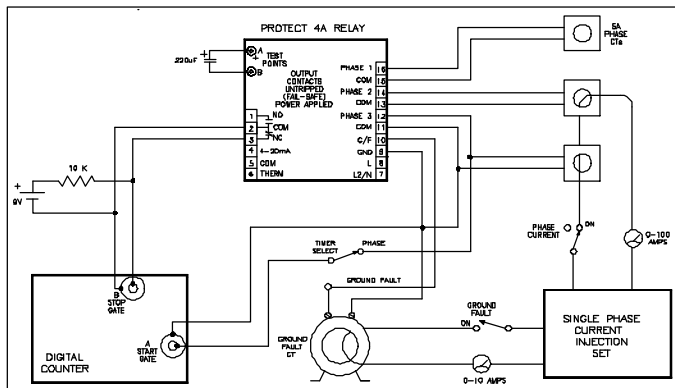 PROTECT 4A RELAY
5A
PHASE
CTs
.220uF
+
A
+
TEST
POINTS
B
OUTPUT
CONTACTS
UNTRIPPED
(FAIL-SAFE)
POWER APPLIED
1 NO
2 COM
3 NC
4 4-20mA
5 COM
6 THERM
PHASE 1 16
COM 15
PHASE 2 14
COM 13
PHASE 3 12
COM 11
C/F 10
GND 9
L 8
L2/N 7
10 K
+
9V
PHASE
CURRENT
ON
0-100
AMPS
TIMER
SELECT
PHASE
GROUND FAULT
B
STOP
GATE
A
START
GATE
DIGITAL
COUNTER
GROUND
FAULT
CT
GROUND
FAULT
ON
0-10 AMPS
SINGLE PHASE
CURRENT
INJECTION
SET